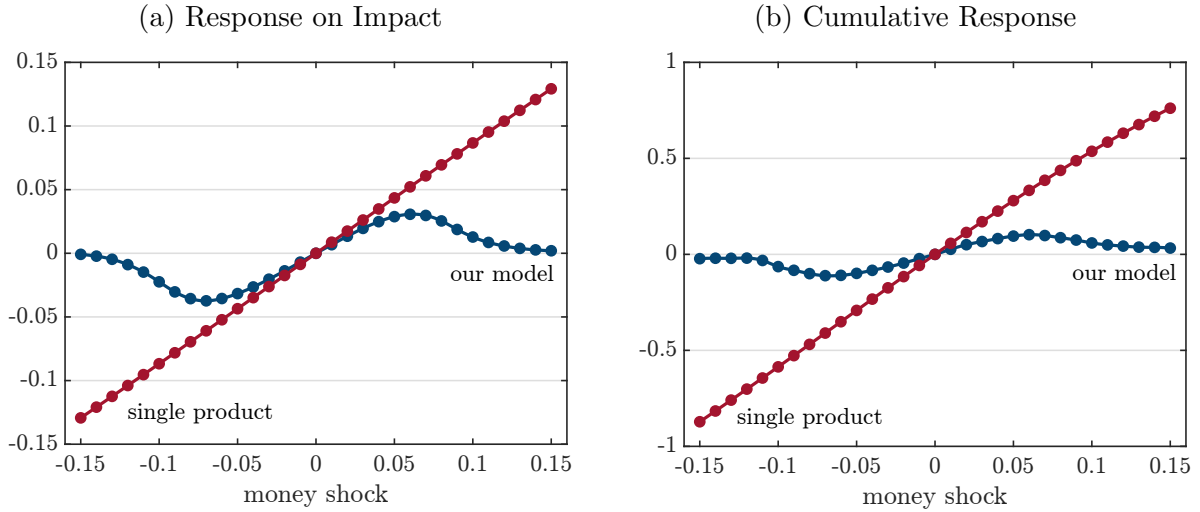 (a) Response on Impact
0.15
0.1
0.05
0
-0.05
-0.1
-0.15
our model
single product
-0.15 -0.1 -0.05 0 0.05 0.1 0.15
money shock
(b) Cumulative Response
1
0.5
0
-0.5
-1
our model
single product
-0.15 -0.1 -0.05 0 0.05 0.1 0.15
money shock